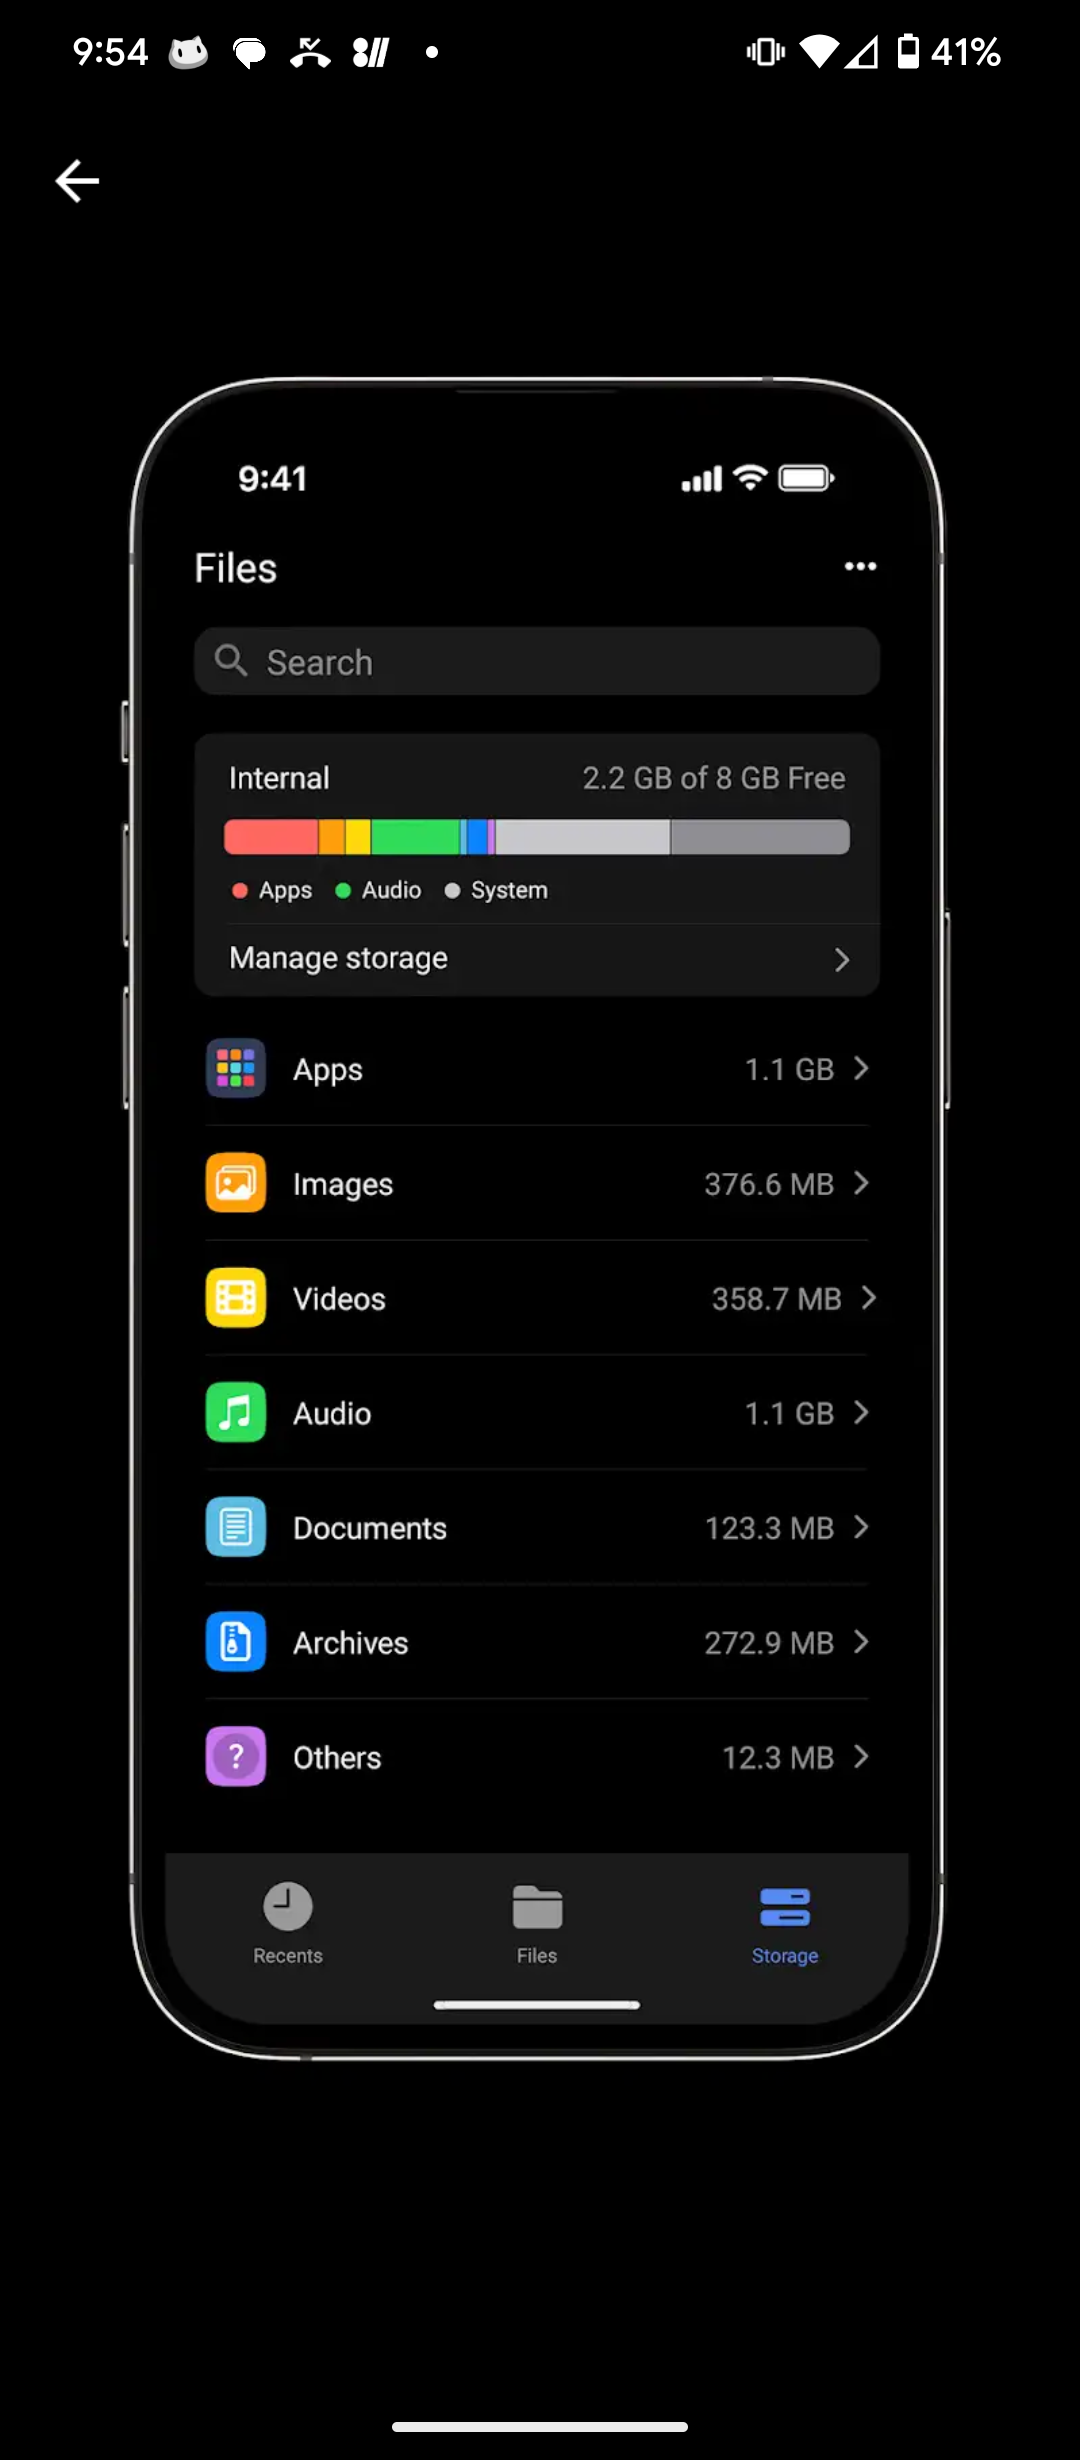 9:54 41%
9:41
Files
Search
Internal 2.2 GB of 8 GB Free
Apps Audio System
Manage storage
Apps 1.1 GB
Images 376.6 MB
Videos 358.7 MB
Audio 1.1 GB
Documents 123.3 MB
Archives 272.9 MB
? Others 12.3 MB
Recents Files Storage